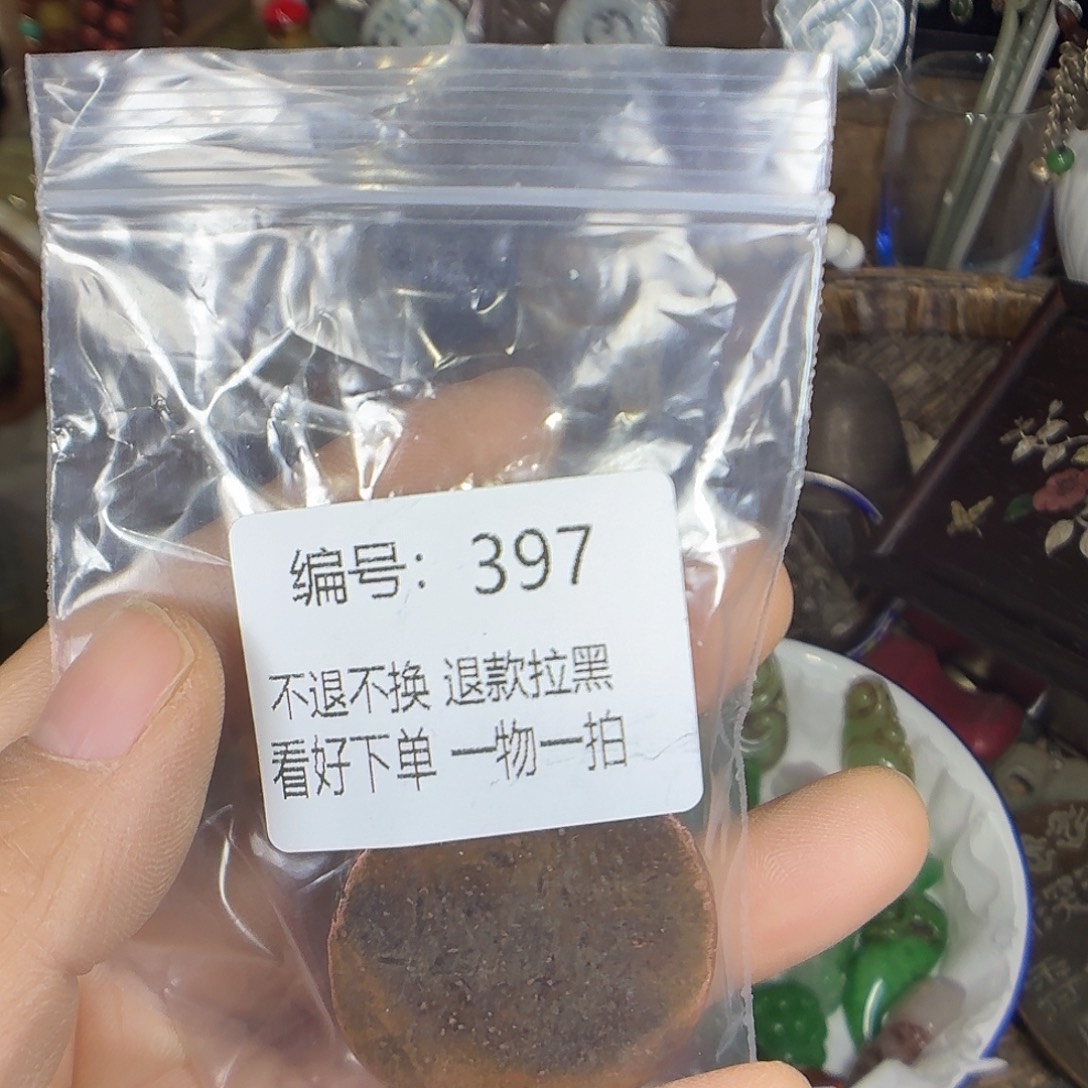 编号：397
不退不换 退款拉黑
看好下单 一物一拍